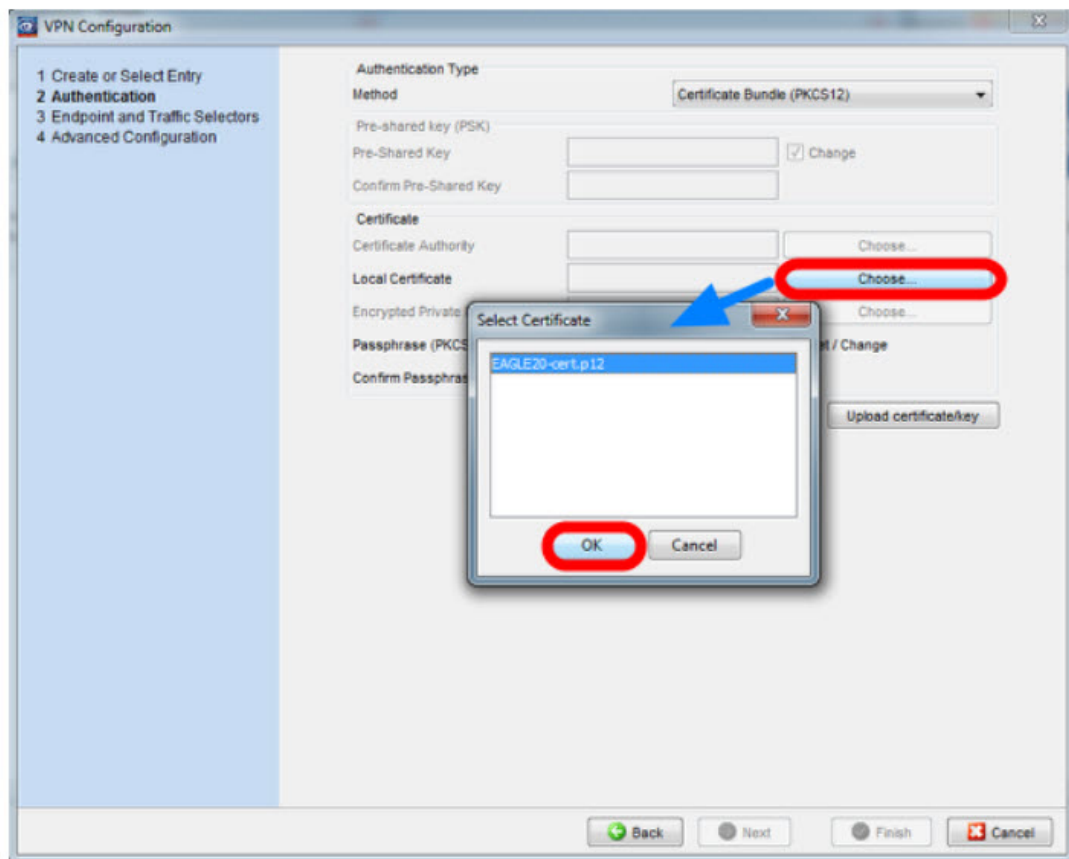 VPN Configuration
1 Create or Select Entry
2 Authentication
3 Endpoint and Traffic Selectors
4 Advanced Configuration
Authentication Type
Method Certificate Bundle (PKCS12)
Pre-shared key (PSK)
Pre-Shared Key Change
Confirm Pre-Shared Key
Certificate
Certificate Authority Choose...
Local Certificate Choose...
Encrypted Private Choose...
Select Certificate
Passphrase (PKCS / Change
EAGLE20-cert.p12
Confirm Passphras
Upload certificate/key
OK Cancel
Back Next Finish Cancel